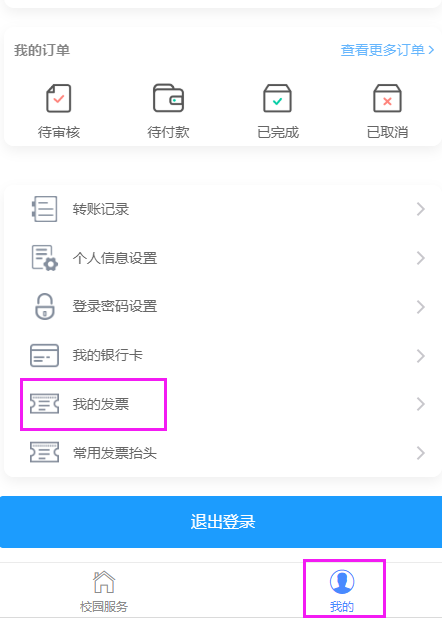 我的订单 查看更多订单
待审核 待付款 已完成 已取消
转账记录
个人信息设置
登录密码设置
我的银行卡
我的发票
常用发票抬头
退出登录
校园服务 我的